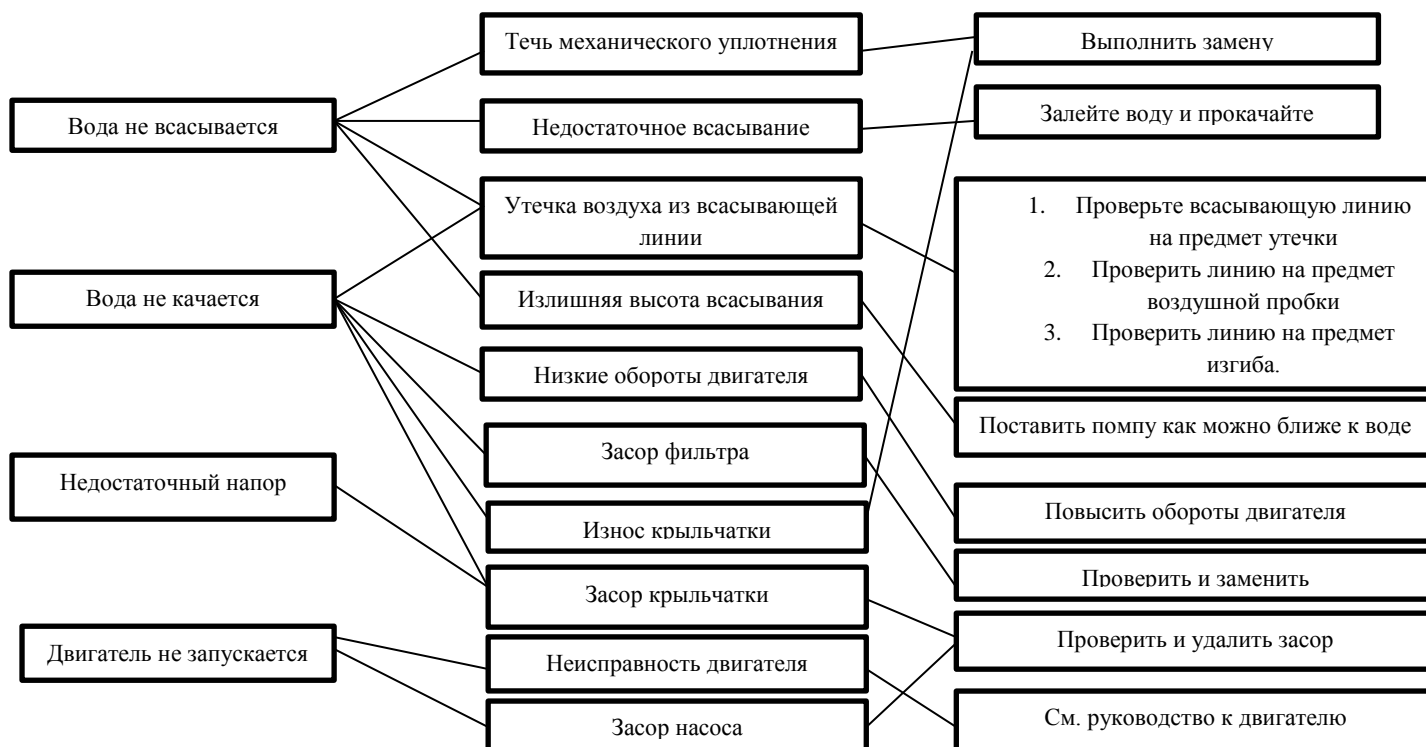 Вода не всасывается
Вода не качается
Недостаточный напор
Двигатель не запускается
Течь механического уплотнения
Недостаточное всасывание
Утечка воздуха из всасывающей
линии
Излишняя высота всасывания
Низкие обороты двигателя
Засор фильтра
Износ крыльчатки
Засор крыльчатки
Неисправность двигателя
Засор насоса
Выполнить замену
Залейте воду и прокачайте
1. Проверьте всасывающую линию
на предмет утечки
2. Проверить линию на предмет
воздушной пробки
3. Проверить линию на предмет
изгиба.
Поставить помпу как можно ближе к воде
Повысить обороты двигателя
Проверить и заменить
Проверить и удалить засор
См. руководство к двигателю